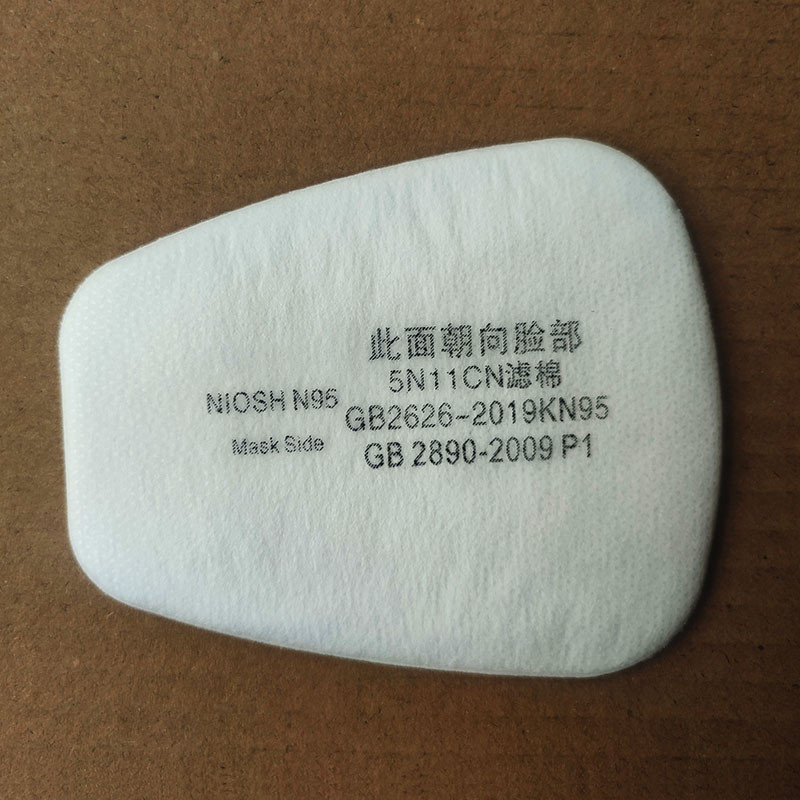 此面朝向脸部
5N11CN滤棉
NIOSH N95
GB2626-2019KN95
Mask Side
GB 2890-2009 P1